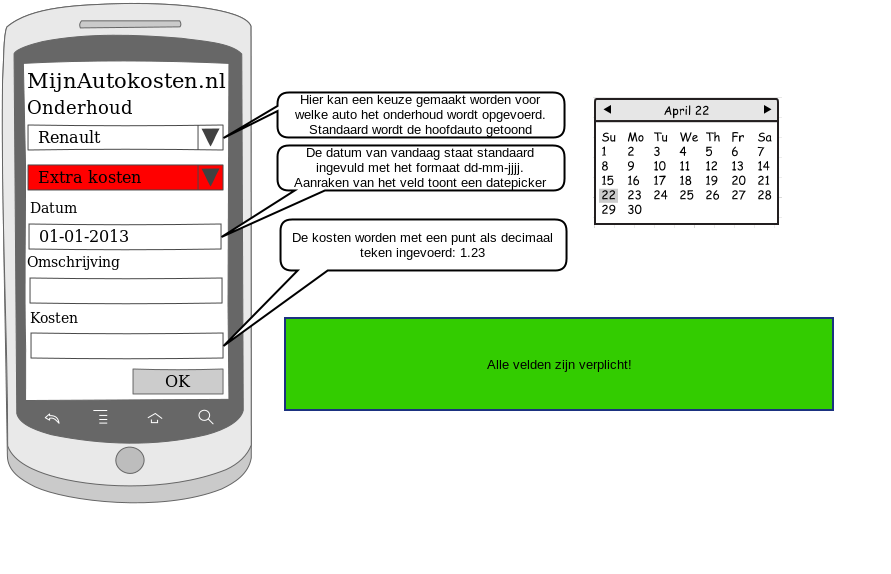 MijnAutokosten.nl
Onderhoud
Renault
Extra kosten
Datum
01-01-2013
Omschrijving
Kosten
OK
Hier kan een keuze gemaakt worden voor
welke auto het onderhoud wordt opgevoerd.
Standaard wordt de hoofdauto getoond
De datum van vandaag staat standaard
ingevuld met het formaat dd-mm-jjjj.
Aanraken van het veld toont een datepicker
De kosten worden met een punt als decimaal
teken ingevoerd: 1.23
April 22
Su Mo Tu We Th Fr Sa
1 2 3 4 5 6 7
8 9 10 11 12 13 14
15 16 17 18 19 20 21
22 23 24 25 26 27 28
29 30
Alle velden zijn verplicht!